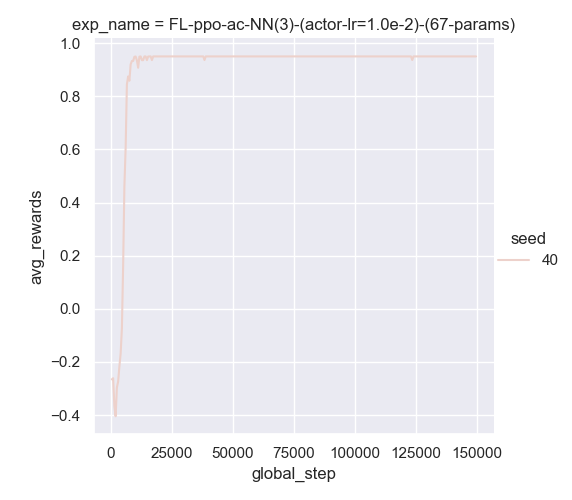 exp_name = FL-ppo-ac-NN(3)-(actor-lr=1.0e-2)-(67-params)
1.0
0.8
0.6
0.4
0.2
0.0
−0.2
−0.4
avg_rewards
0 25000 50000 75000 100000 125000 150000
global_step
seed
40